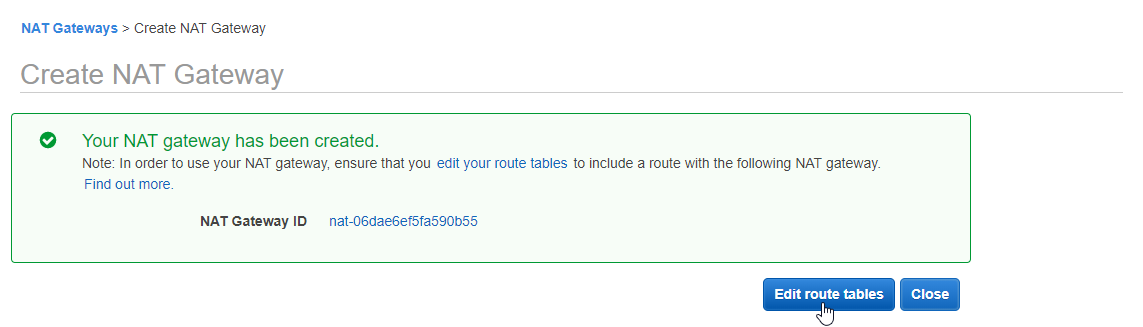 NAT Gateways > Create NAT Gateway
Create NAT Gateway
Your NAT gateway has been created.
Note: In order to use your NAT gateway, ensure that you edit your route tables to include a route with the following NAT gateway.
Find out more.
NAT Gateway ID nat-06dae6ef5fa590b55
Edit route tables Close